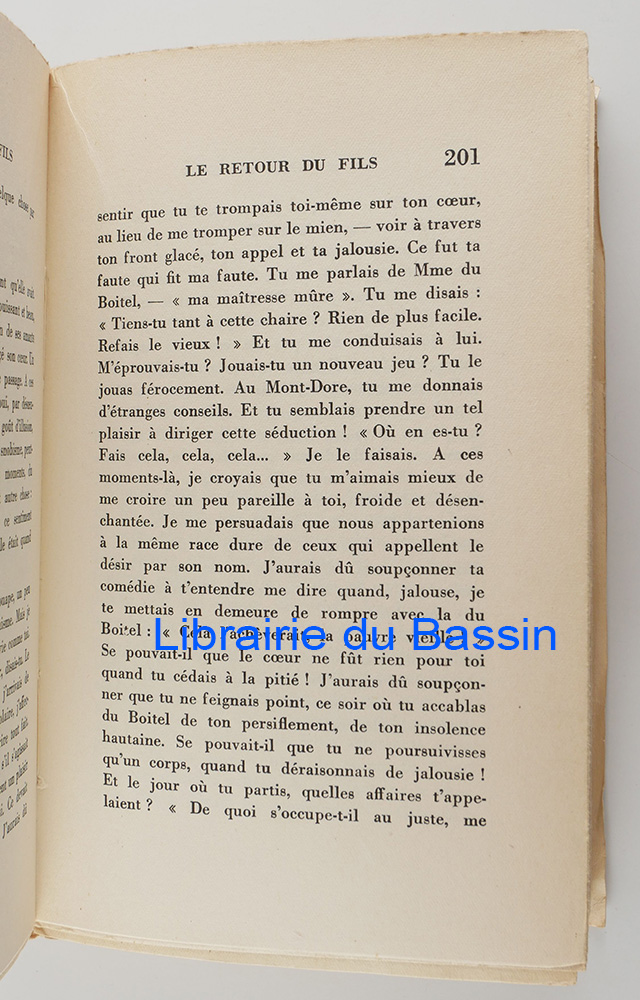 FILS
LE RETOUR DU FILS 201
sentir que tu te trompais toi-même sur ton cœur,
au lieu de me tromper sur le mien, — voir à travers
ton front glacé, ton appel et ta jalousie. Ce fut ta
faute qui fit ma faute. Tu me parlais de Mme du
Boitel, — « ma maîtresse mûre ». Tu me disais :
« Tiens-tu tant à cette chaire ? Rien de plus facile.
Refais le vieux ! » Et tu me conduisais à lui.
M'éprouvais-tu ? Jouais-tu un nouveau jeu ? Tu le
jouas férocement. Au Mont-Dore, tu me donnais
d'étranges conseils. Et tu semblais prendre un tel
plaisir à diriger cette séduction ! « Où en es-tu ?
Fais cela, cela, cela... » Je le faisais. A ces
moments-là, je croyais que tu m'aimais mieux de
me croire un peu pareille à toi, froide et désen-
chantée. Je me persuadais que nous appartenions
à la même race dure de ceux qui appellent le
désir par son nom. J'aurais dû soupçonner ta
comédie à t'entendre me dire quand, jalouse, je
te mettais en demeure de rompre avec la du
Boitel : « Cela l'achèverait, la pauvre vieille. »
Librairie du Bassin
Se pouvait-il que le cœur ne fût rien pour toi
quand tu cédais à la pitié ! J'aurais dû soupçon-
ner que tu ne feignais point, ce soir où tu accablas
du Boitel de ton persiflement, de ton insolence
hautaine. Se pouvait-il que tu ne poursuivisses
qu'un corps, quand tu déraisonnais de jalousie !
Et le jour où tu partis, quelles affaires t'appe-
laient ? « De quoi s'occupe-t-il au juste, me